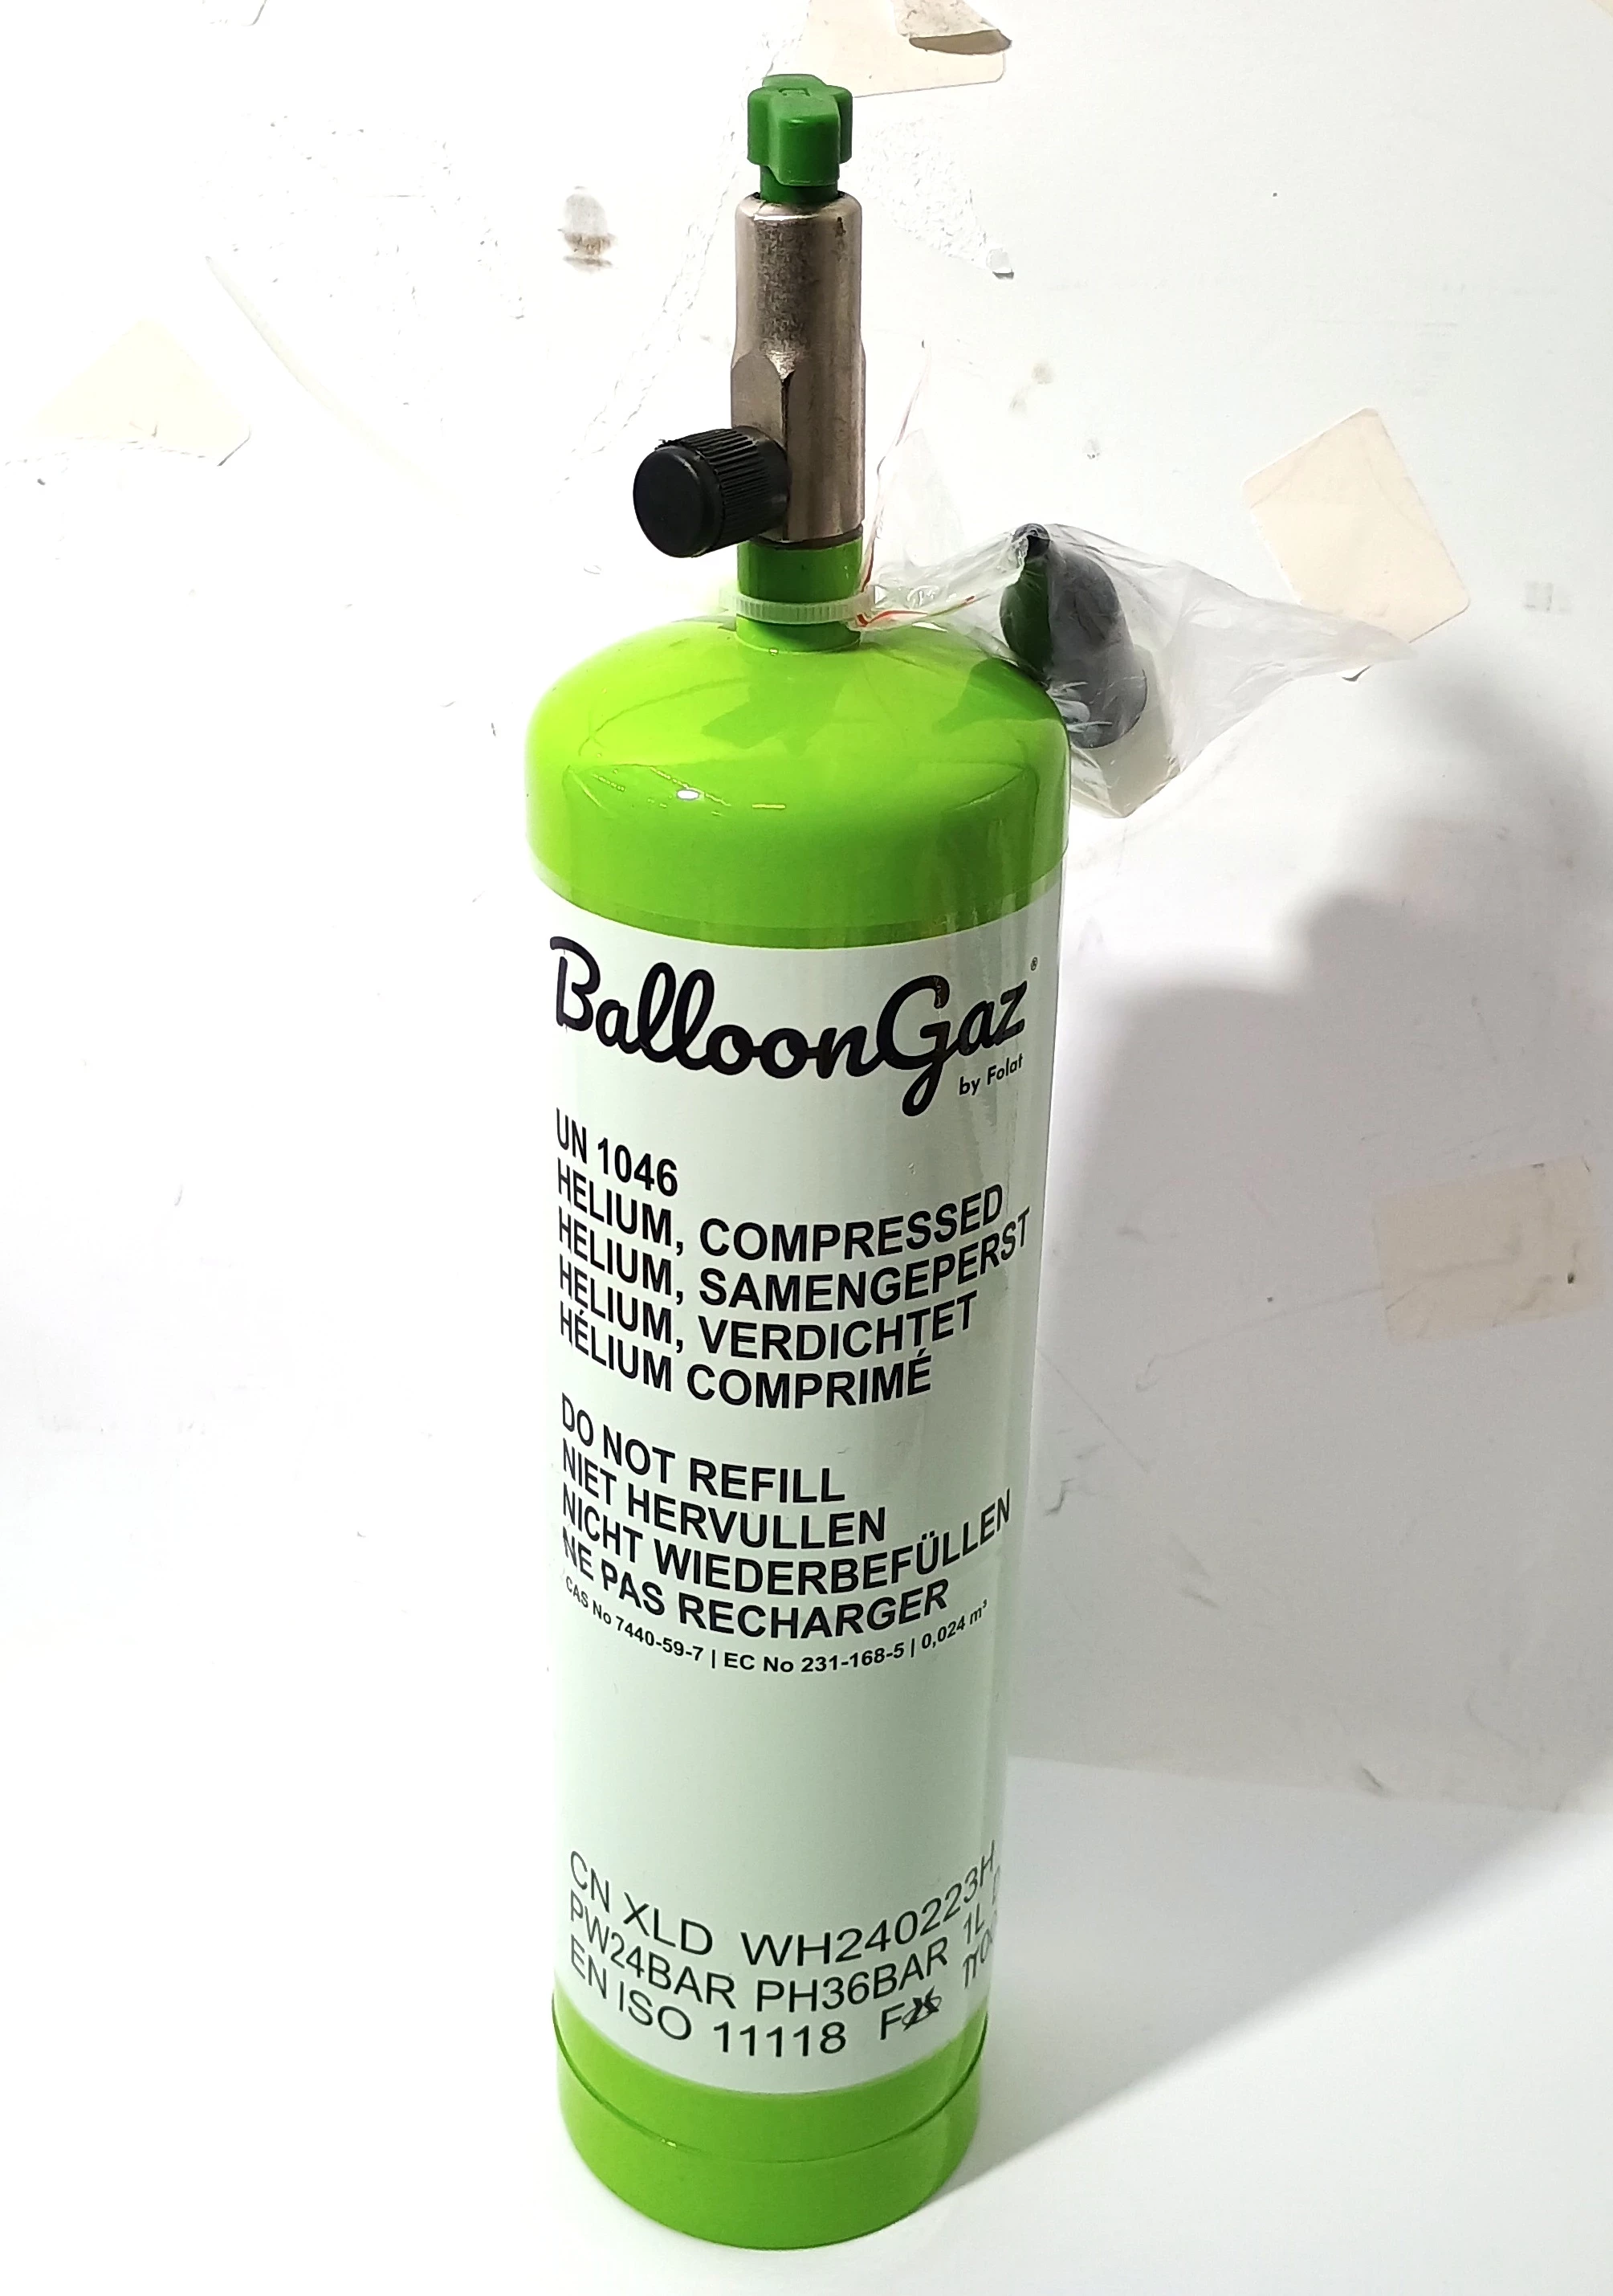 BalloonGaz®
by Folat
UN 1046
HELIUM, COMPRESSED
HELIUM, SAMENGEPERST
HELIUM, VERDICHTET
HÉLIUM COMPRIMÉ
DO NOT REFILL
NIET HERVULLEN
NICHT WIEDERBEFÜLLEN
NE PAS RECHARGER
CAS No 7440-59-7 | EC No 231-168-5 | 0,024 m³
CN XLD WH240223H
PW24BAR PH36BAR 1L
EN ISO 11118